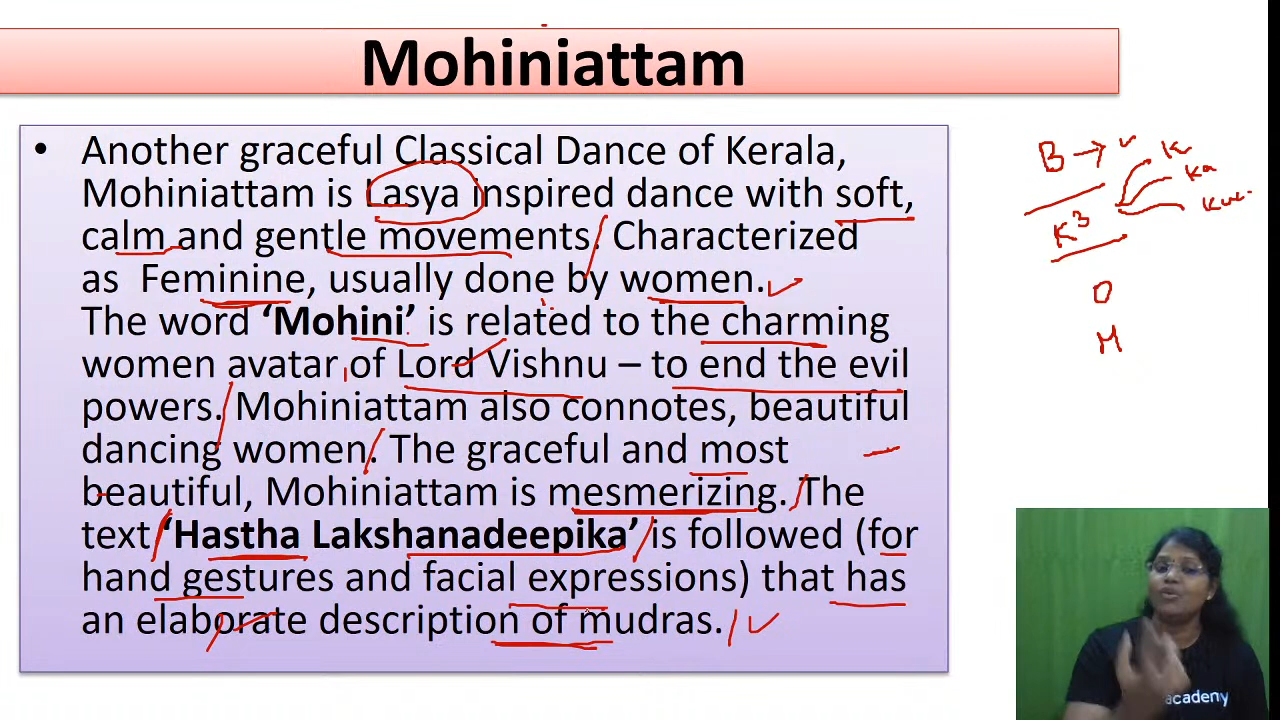 Mohiniattam
• Another graceful Classical Dance of Kerala,
Mohiniattam is Lasya inspired dance with soft,
calm and gentle movements. Characterized
as Feminine, usually done by women.
The word ‘Mohini’ is related to the charming
women avatar of Lord Vishnu – to end the evil
powers. Mohiniattam also connotes, beautiful
dancing women. The graceful and most
beautiful, Mohiniattam is mesmerizing. The
text ‘Hastha Lakshanadeepika’ is followed (for
hand gestures and facial expressions) that has
an elaborate description of mudras.
B →
K³
Ka
O
M
academy